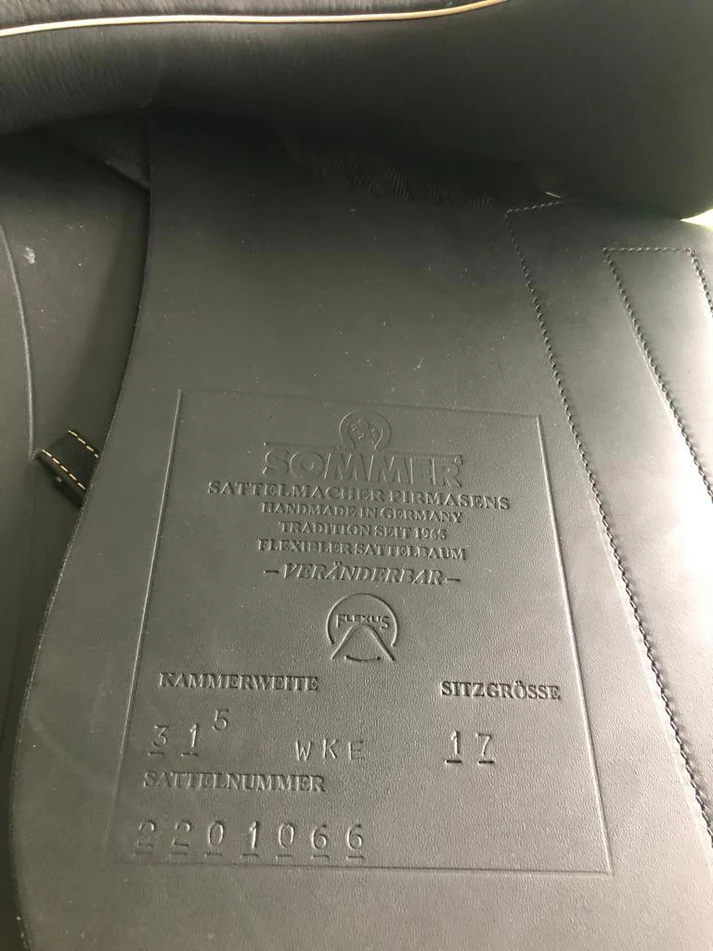 SOMMER
SATTELMACHER PIRMASENS
HANDMADE IN GERMANY
TRADITION SEIT 1965
FLEXIBLER SATTELBAUM
-VERÄNDERBAR-
FLEXUS
KAMMERWEITE SITZGRÖSSE
31⁵ WKE 17
SATTELNUMMER
2201066